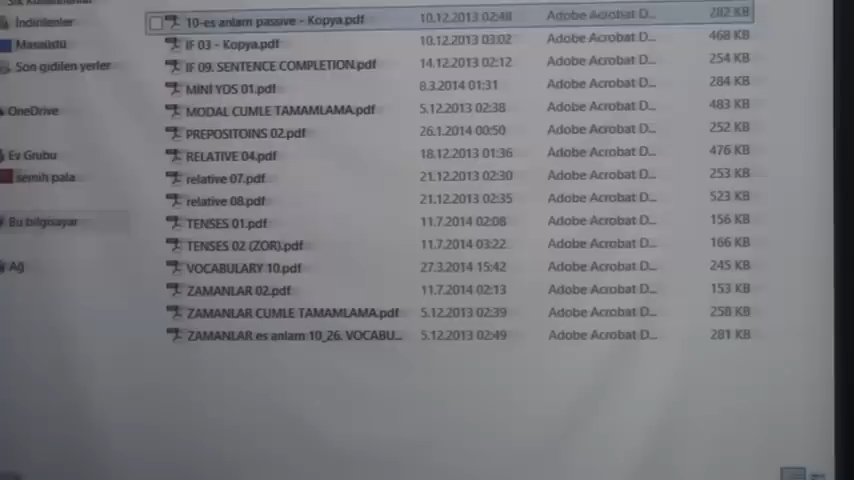 İndirilenler
Masaüstü
Son gidilen yerler
OneDrive
Ev Grubu
semih pala
Bu bilgisayar
Ağ
10-es anlam passive - Kopya.pdf 10.12.2013 02:48 Adobe Acrobat D... 282 KB
IF 03 - Kopya.pdf 10.12.2013 03:02 Adobe Acrobat D... 468 KB
IF 09. SENTENCE COMPLETION.pdf 14.12.2013 02:12 Adobe Acrobat D... 254 KB
MINİ YDS 01.pdf 8.3.2014 01:31 Adobe Acrobat D... 284 KB
MODAL CUMLE TAMAMLAMA.pdf 5.12.2013 02:38 Adobe Acrobat D... 483 KB
PREPOSITOINS 02.pdf 26.1.2014 00:50 Adobe Acrobat D... 252 KB
RELATIVE 04.pdf 18.12.2013 01:36 Adobe Acrobat D... 476 KB
relative 07.pdf 21.12.2013 02:30 Adobe Acrobat D... 253 KB
relative 08.pdf 21.12.2013 02:35 Adobe Acrobat D... 523 KB
TENSES 01.pdf 11.7.2014 02:08 Adobe Acrobat D... 156 KB
TENSES 02 (ZOR).pdf 11.7.2014 03:22 Adobe Acrobat D... 166 KB
VOCABULARY 10.pdf 27.3.2014 15:42 Adobe Acrobat D... 245 KB
ZAMANLAR 02.pdf 11.7.2014 02:13 Adobe Acrobat D... 153 KB
ZAMANLAR CUMLE TAMAMLAMA.pdf 5.12.2013 02:39 Adobe Acrobat D... 258 KB
ZAMANLAR es anlam 10_26. VOCABU... 5.12.2013 02:49 Adobe Acrobat D... 281 KB